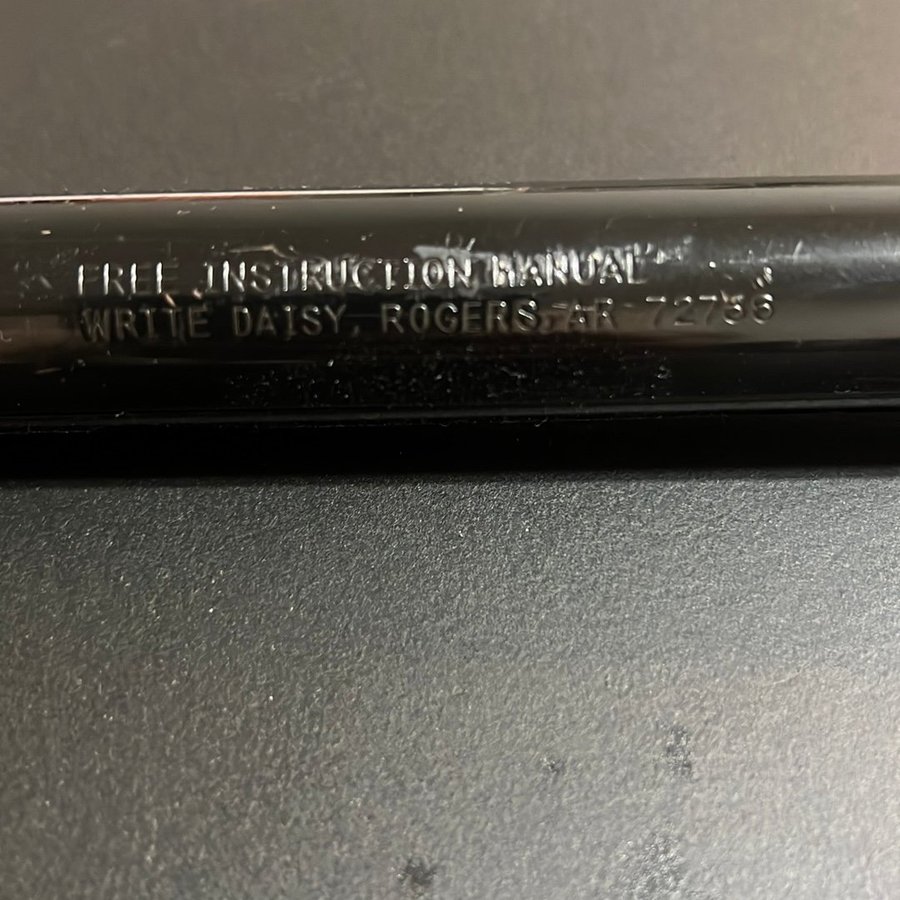 FREE INSTRUCTION MANUAL
WRITE DAISY, ROGERS, AR 72756